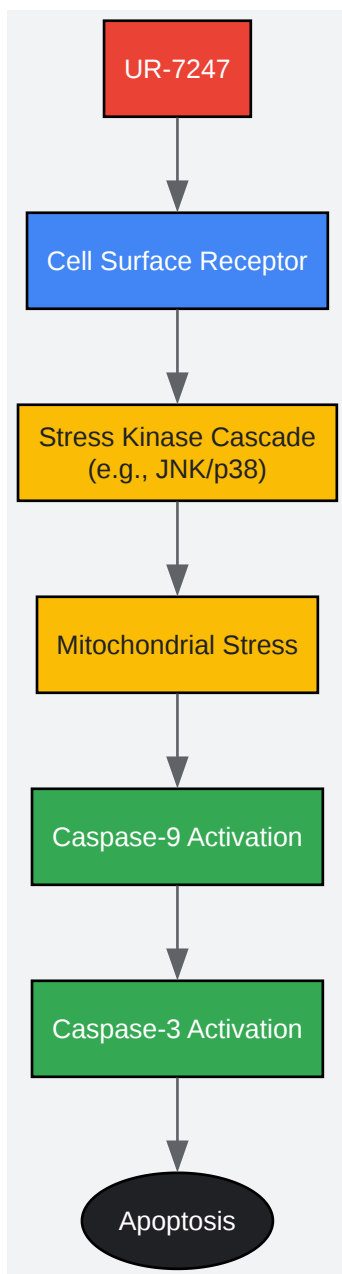 UR-7247
Cell Surface Receptor
Stress Kinase Cascade
(e.g., JNK/p38)
Mitochondrial Stress
Caspase-9 Activation
Caspase-3 Activation
Apoptosis